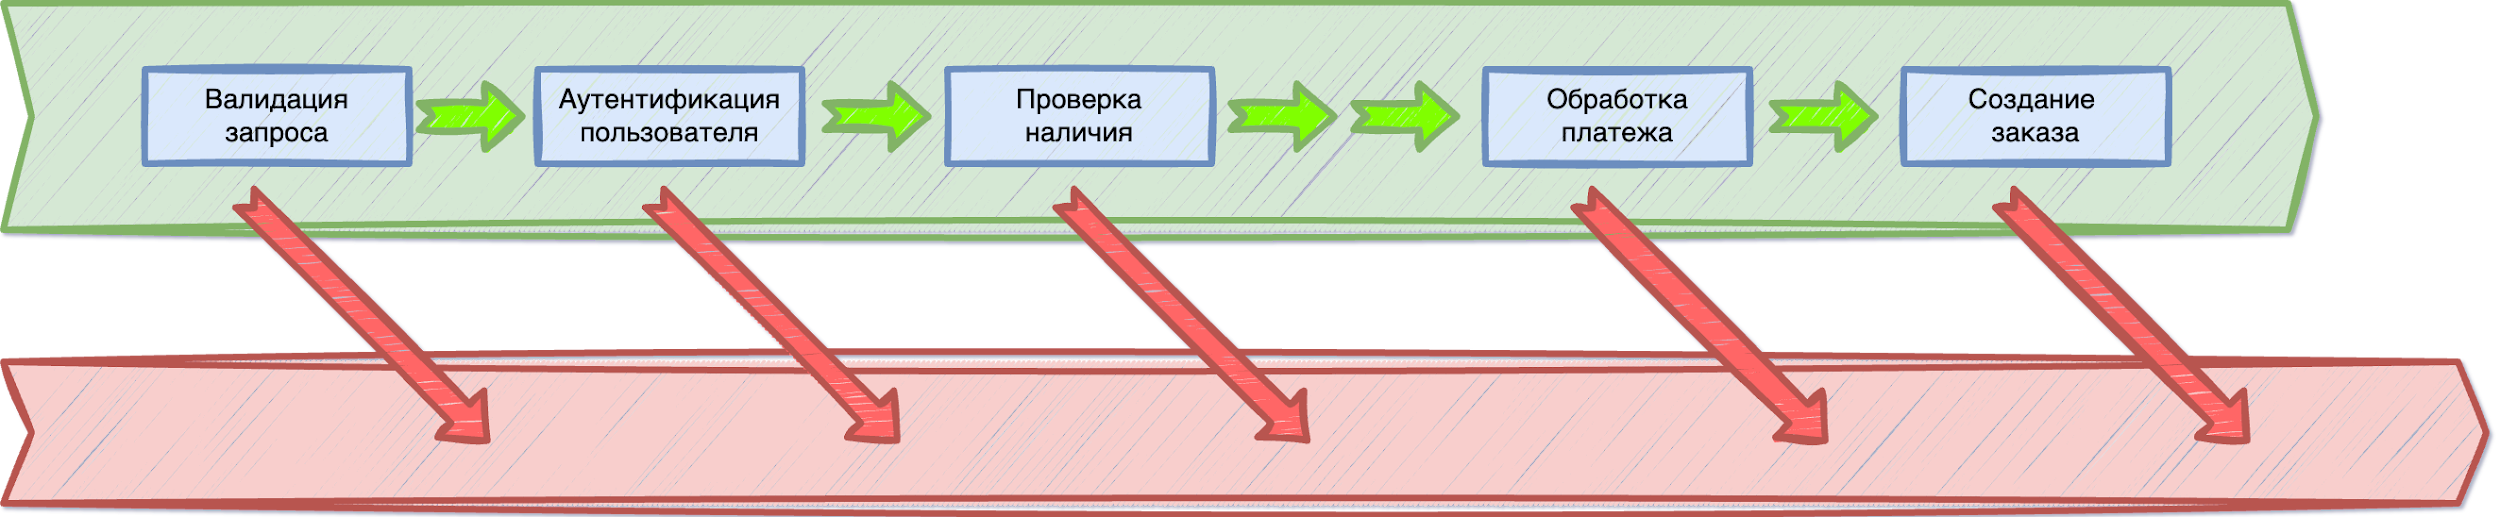 Валидация
запроса
Аутентификация
пользователя
Проверка
наличия
Обработка
платежа
Создание
заказа